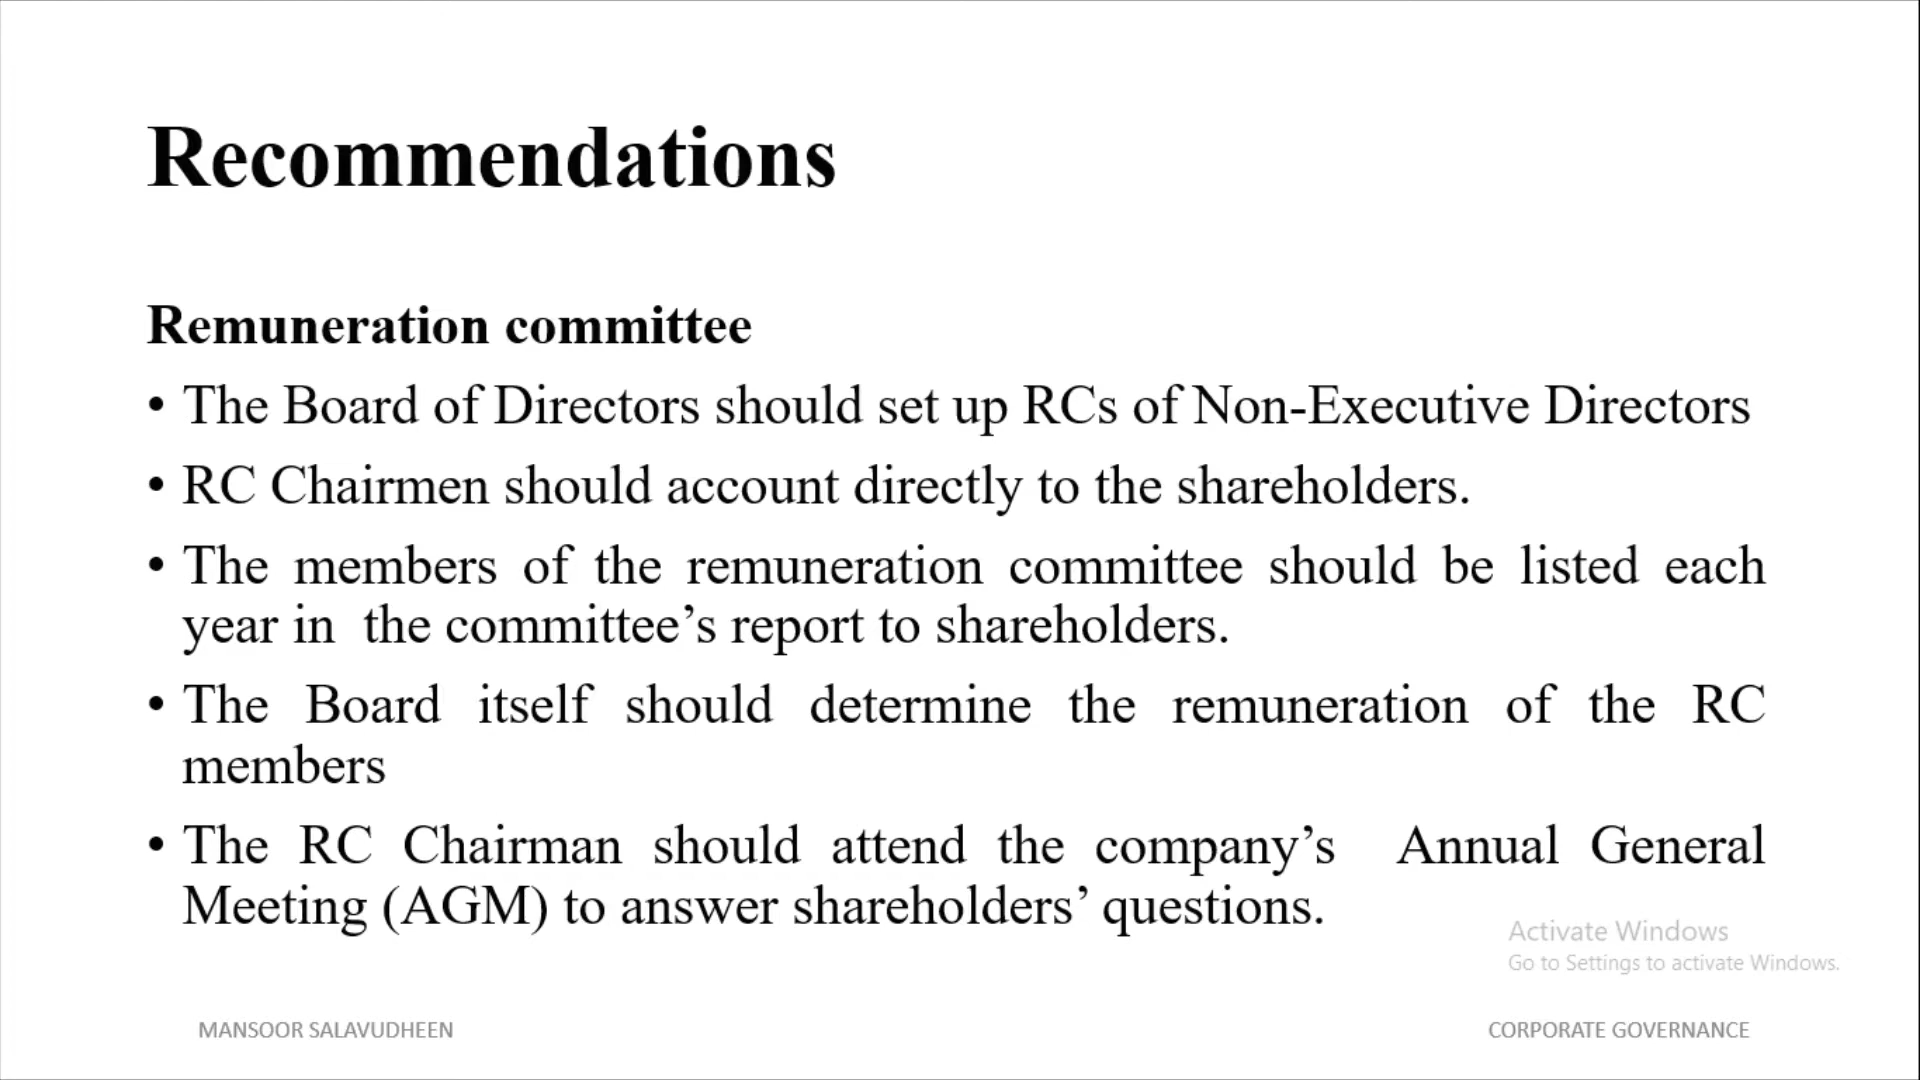 Recommendations
Remuneration committee
• The Board of Directors should set up RCs of Non-Executive Directors
• RC Chairmen should account directly to the shareholders.
• The members of the remuneration committee should be listed each
year in  the committee’s report to shareholders.
• The Board itself should determine the remuneration of the RC
members
• The RC Chairman should attend the company’s  Annual General
Meeting (AGM) to answer shareholders’ questions.
Activate Windows
Go to Settings to activate Windows.
MANSOOR SALAVUDHEEN
CORPORATE GOVERNANCE